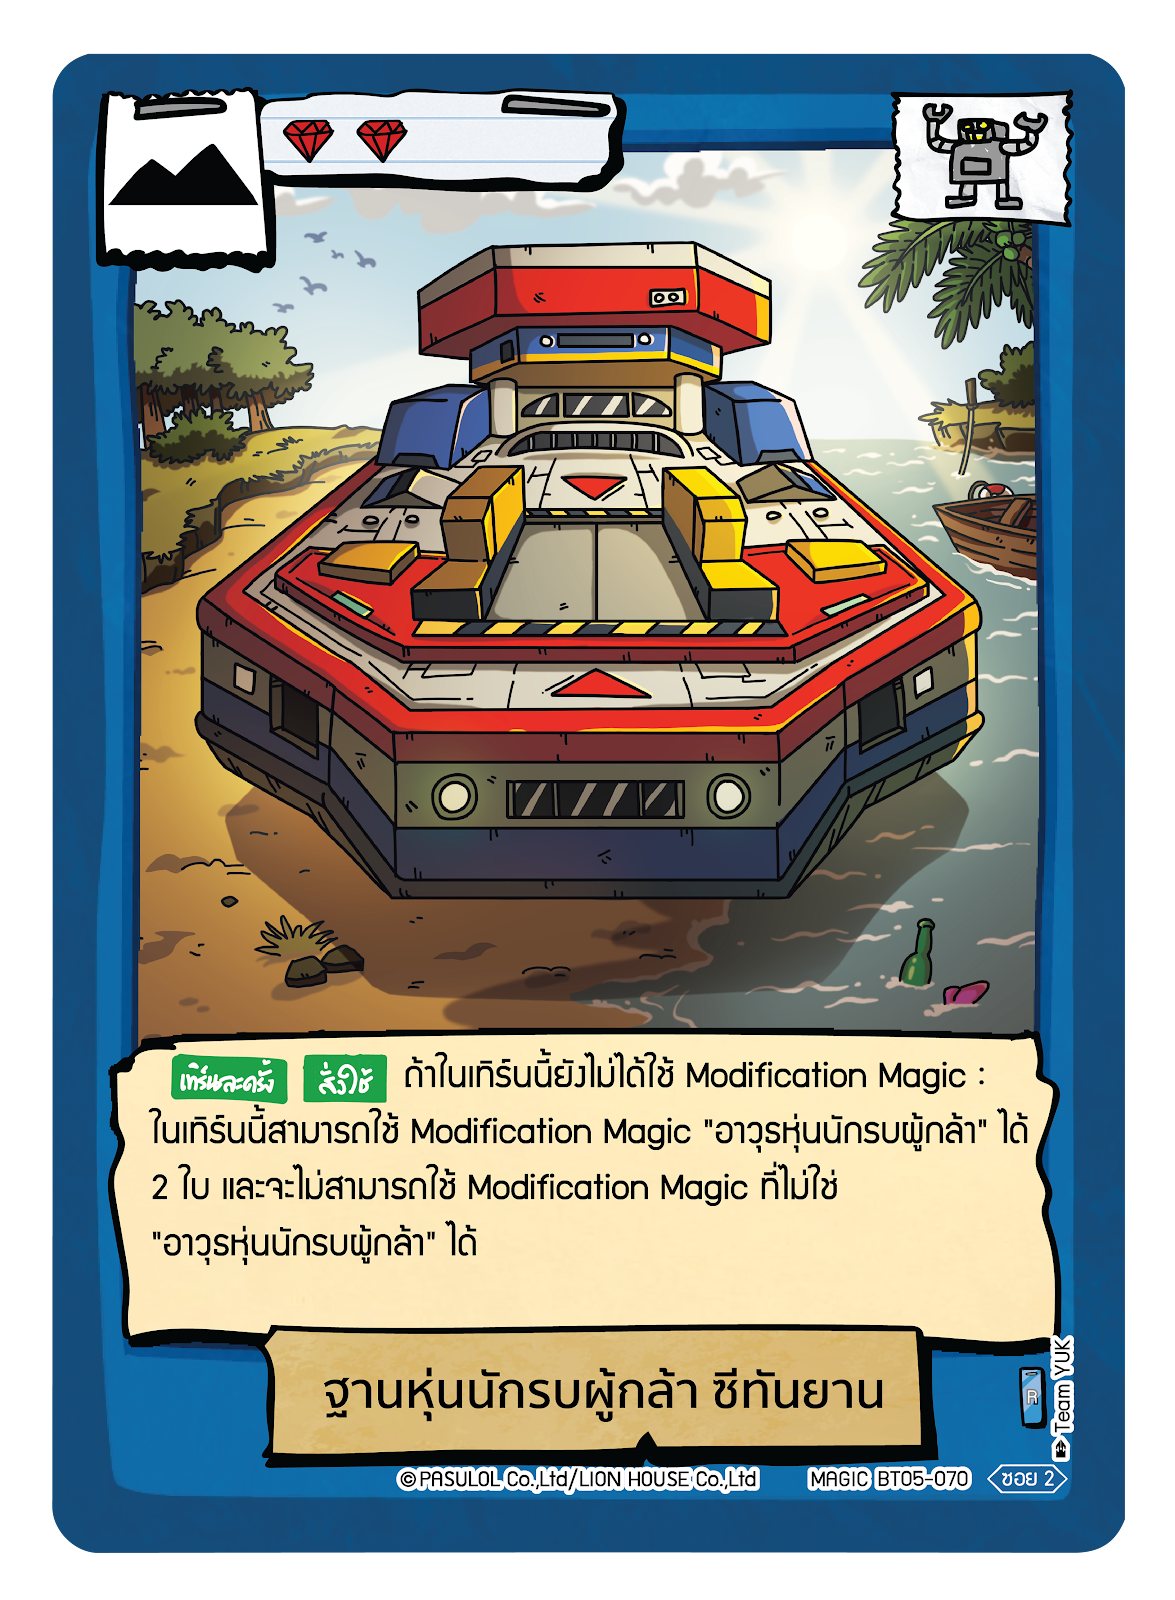 เทิร์นละครั้ง สั่งใช้ ถ้าในเทิร์นนี้ยังไม่ได้ใช้ Modification Magic :
ในเทิร์นนี้สามารถใช้ Modification Magic "อาวุธหุ่นนักรบผู้กล้า" ได้
2 ใบ และจะไม่สามารถใช้ Modification Magic ที่ไม่ใช่
"อาวุธหุ่นนักรบผู้กล้า" ได้
ฐานหุ่นนักรบผู้กล้า ซีทันยาน
R
Team YUK
© PASULOL Co.,Ltd/LION HOUSE Co.,Ltd MAGIC BT05-070 ซอย 2